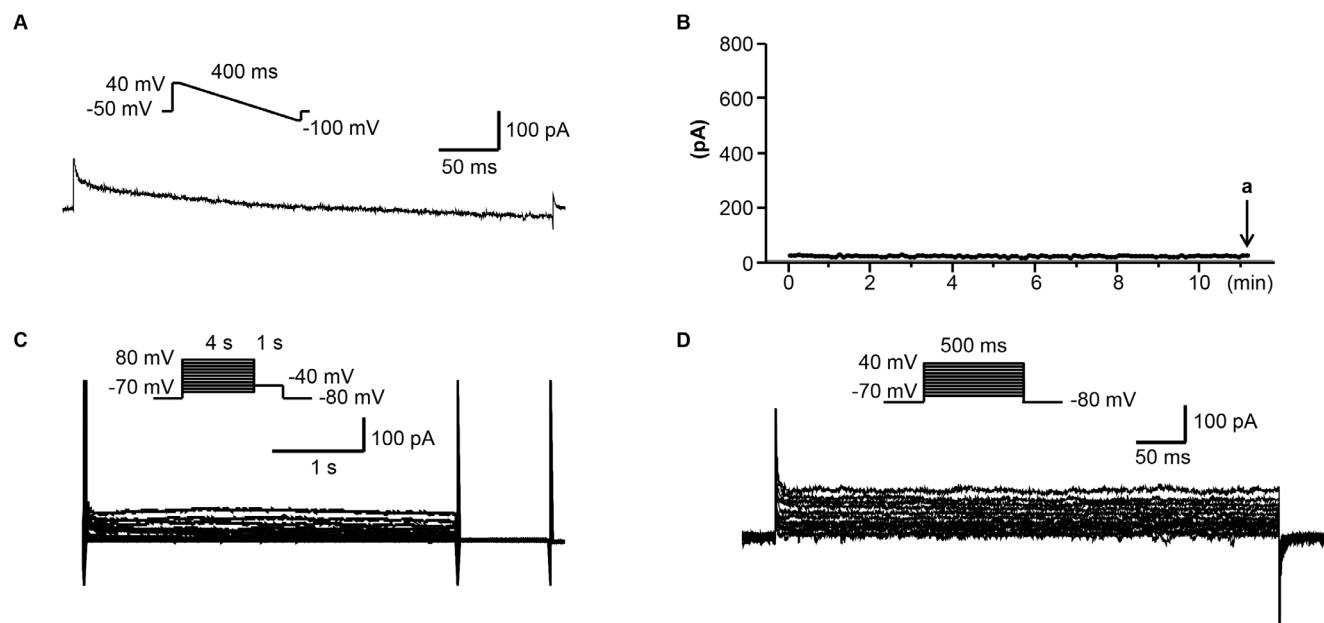 A
400 ms
40 mV
-50 mV
-100 mV
100 pA
50 ms
B
800
600
400
200
0
(pA)
a
0 2 4 6 8 10 (min)
C
4 s 1 s
80 mV
-70 mV
-40 mV
-80 mV
100 pA
1 s
D
500 ms
40 mV
-70 mV
-80 mV
100 pA
50 ms